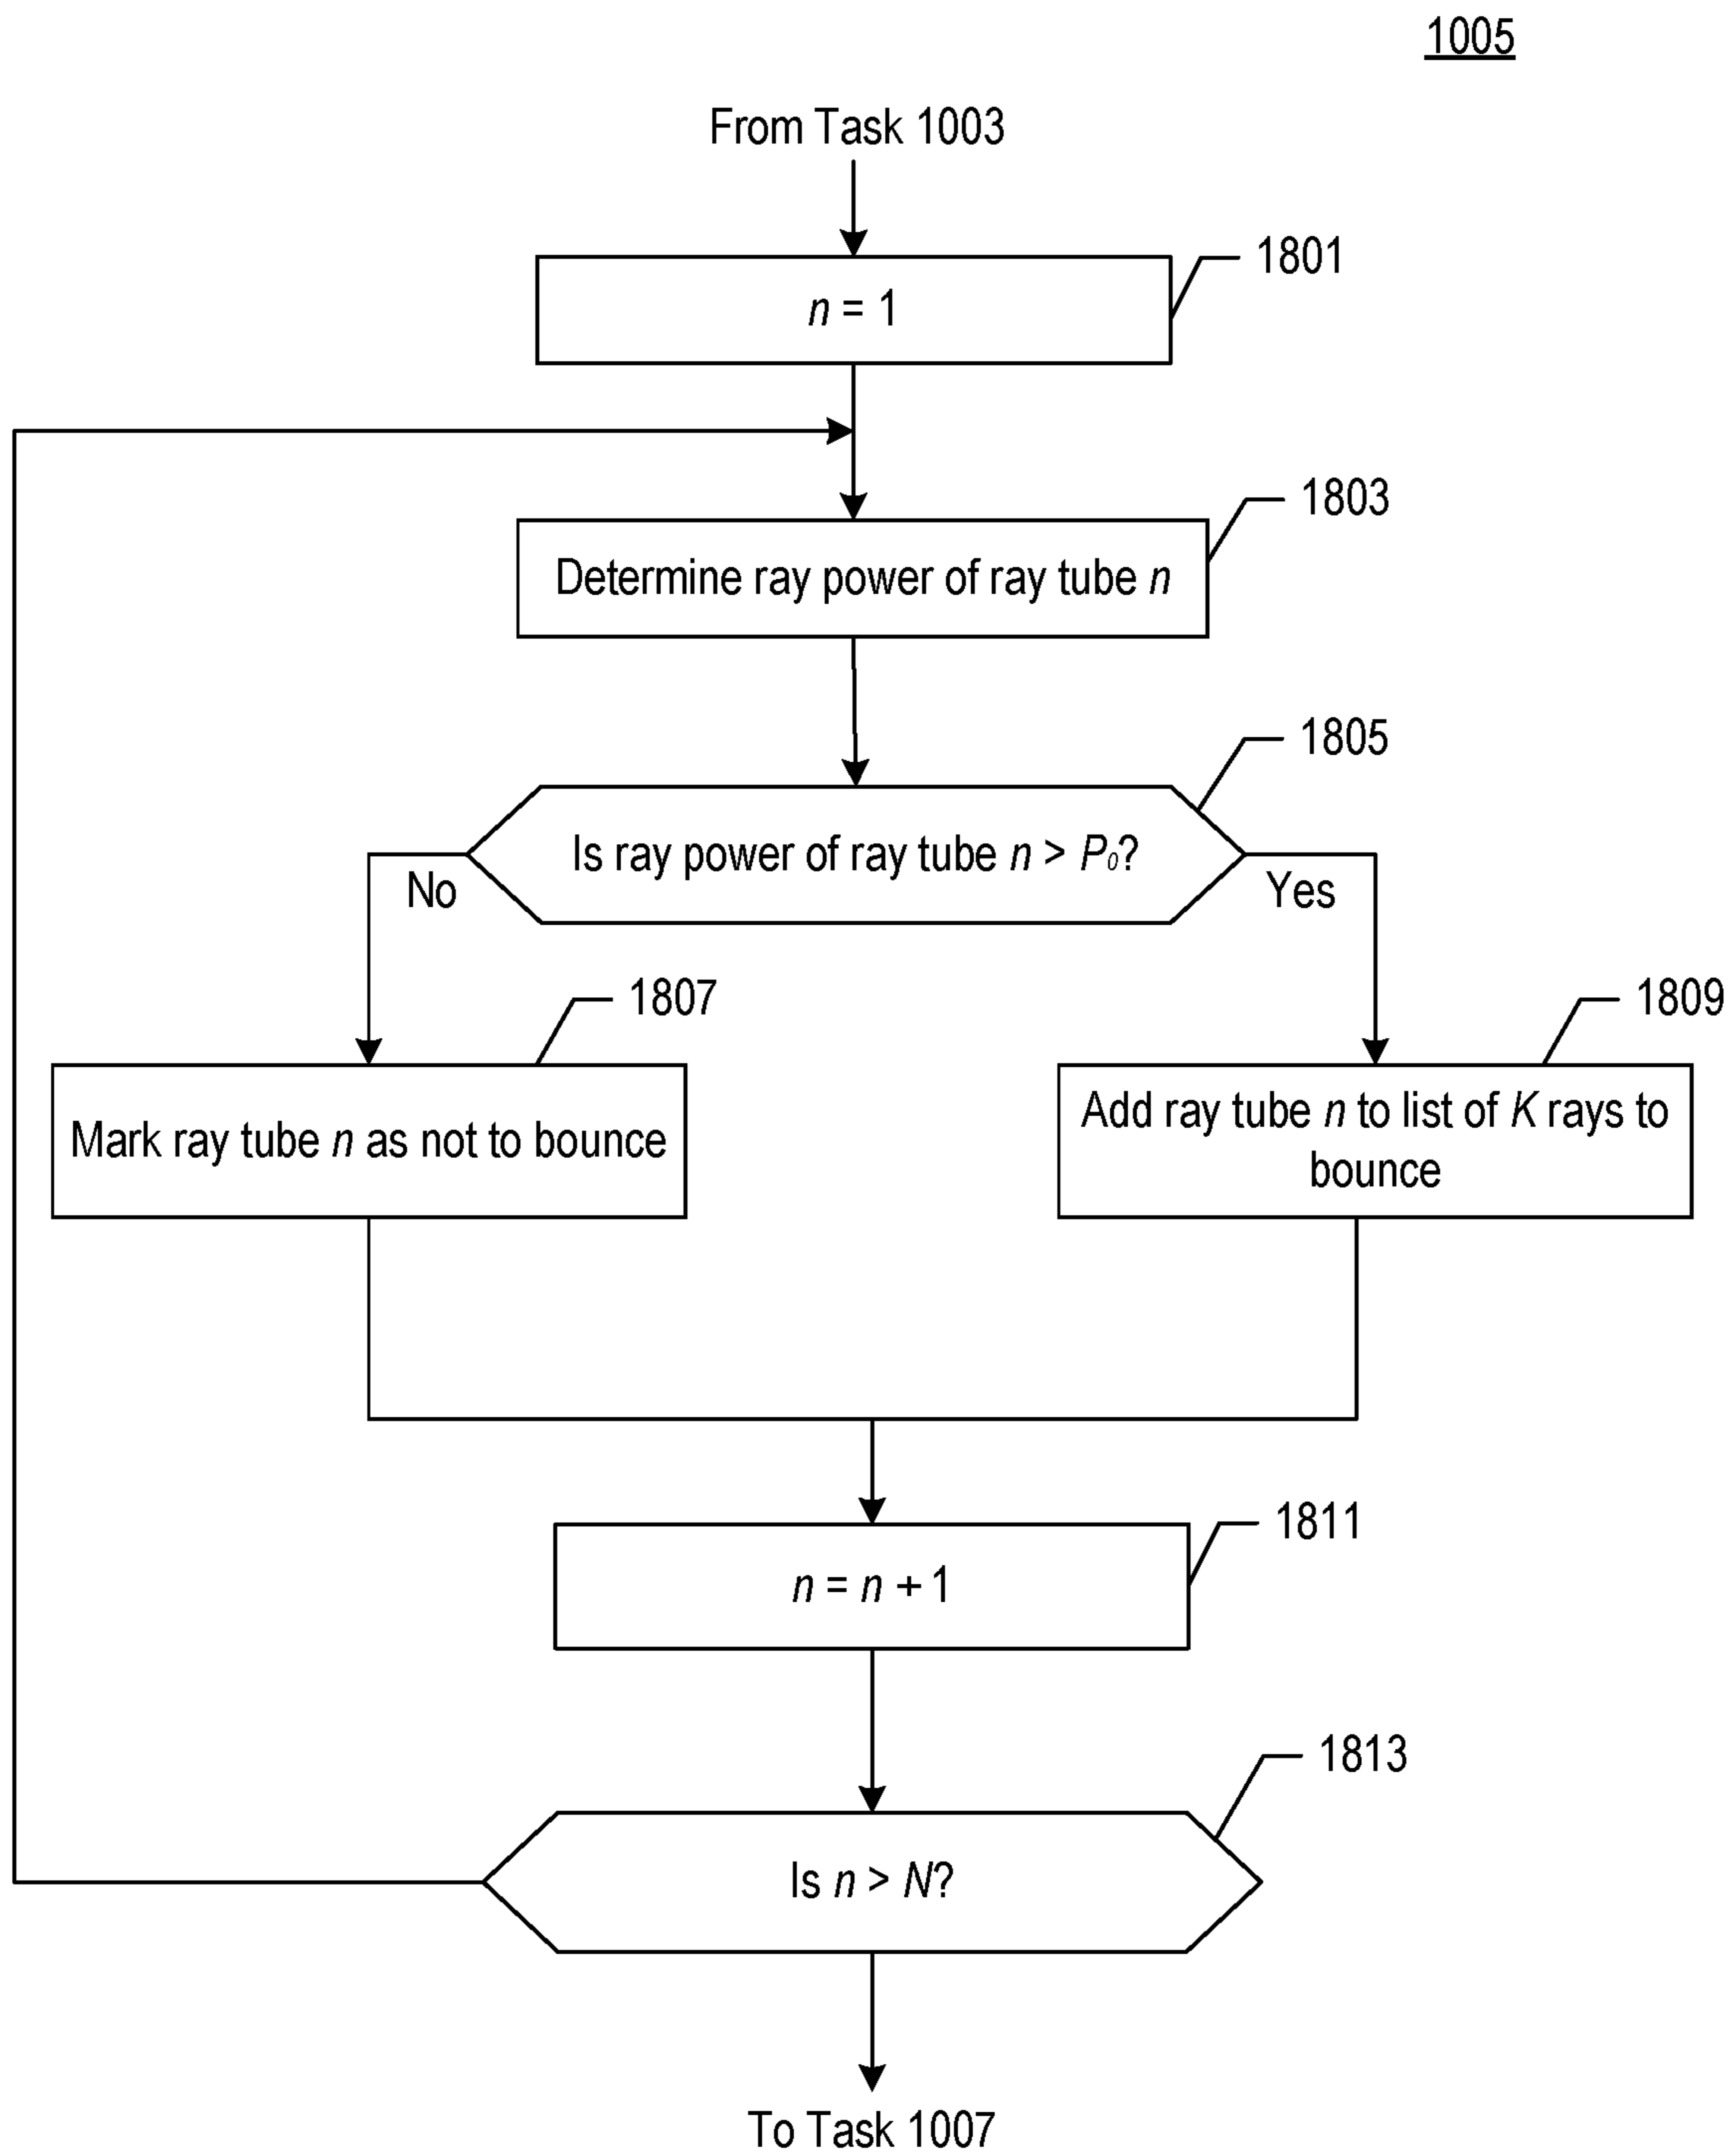 1005
From Task 1003
1801
n = 1
1803
Determine ray power of ray tube n
1805
Is ray power of ray tube n > P₀?
No
Yes
1807
1809
Mark ray tube n as not to bounce
Add ray tube n to list of K rays to
bounce
1811
n = n + 1
1813
Is n > N?
To Task 1007